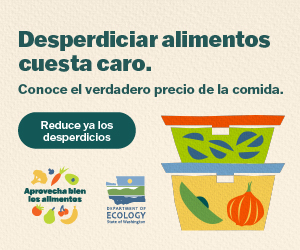 Desperdiciar alimentos
cuesta caro.
Conoce el verdadero precio de la comida.
Reduce ya los
desperdicios
Aprovecha bien
los alimentos
DEPARTMENT OF
ECOLOGY
State of Washington